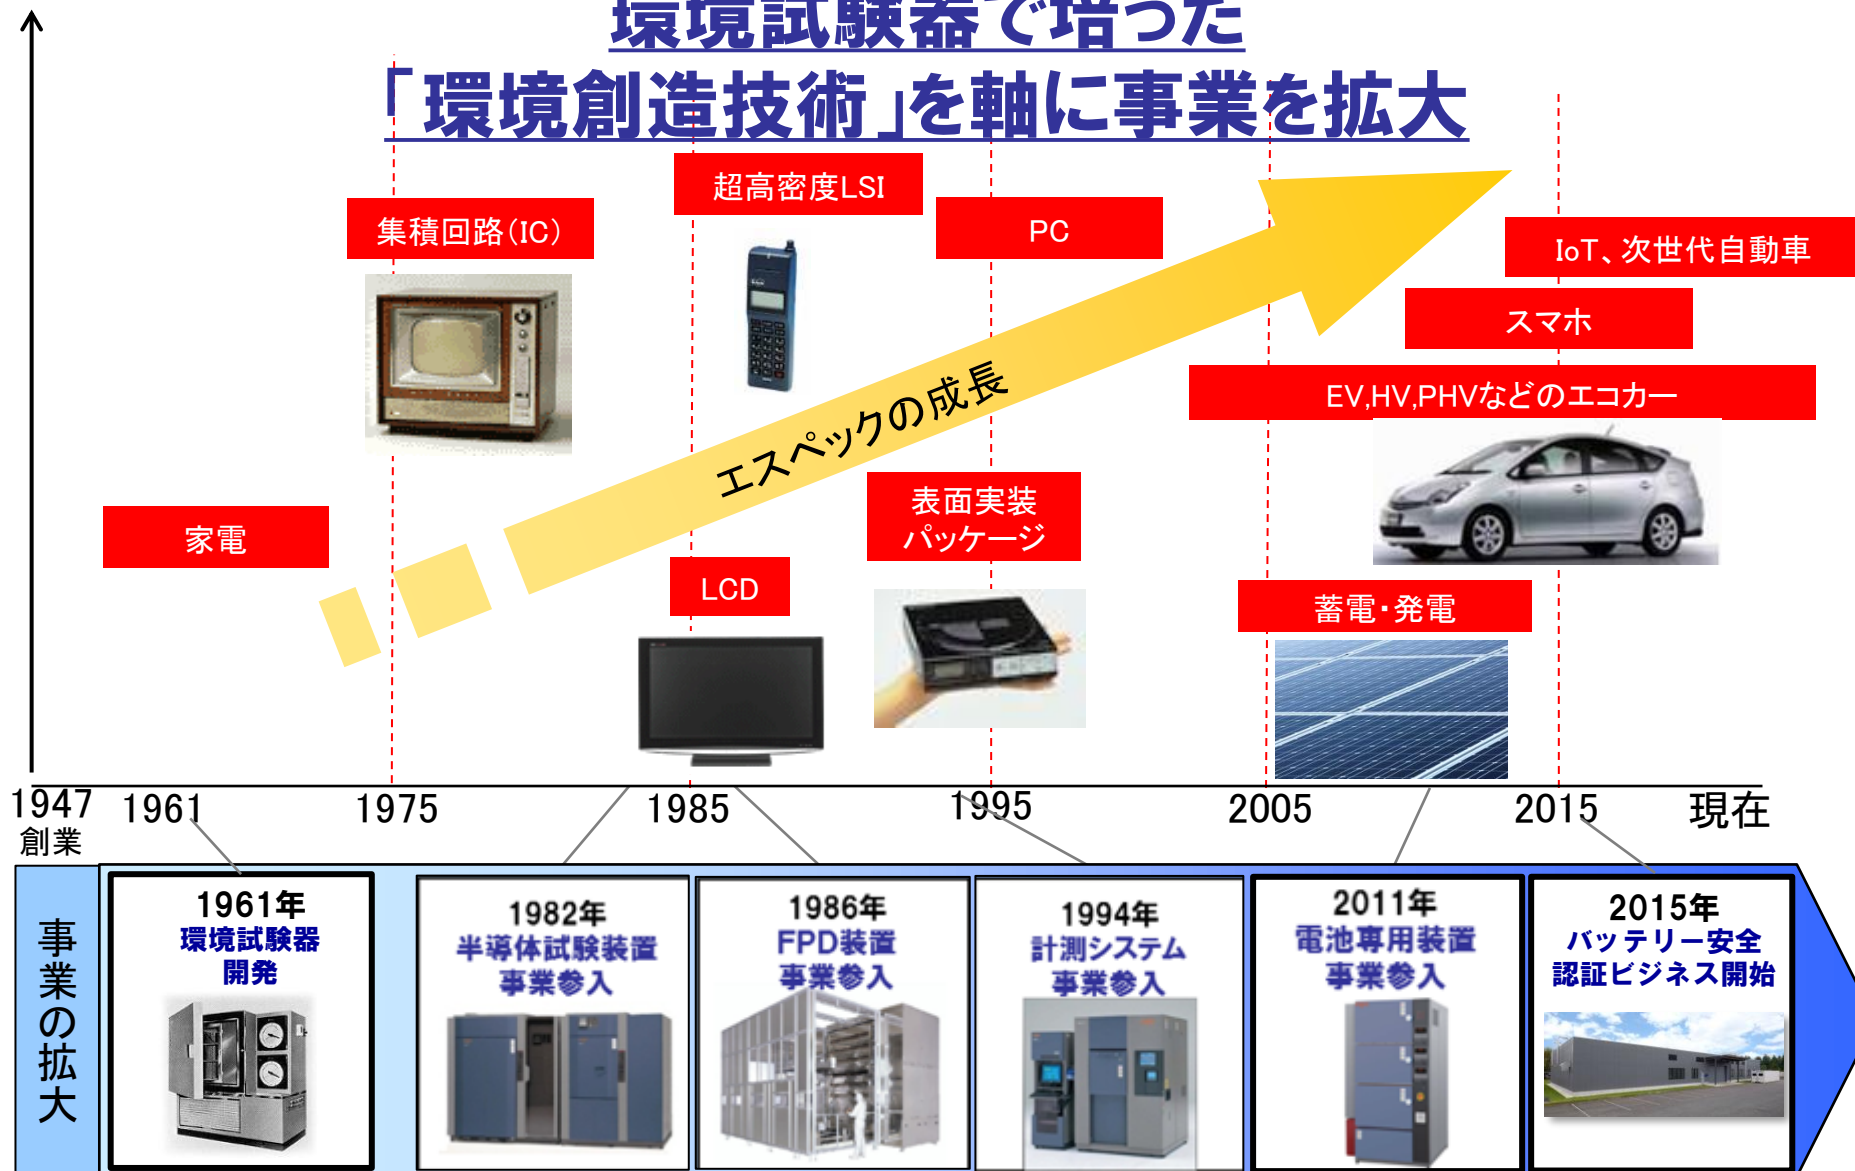 環境試験器で培った
「環境創造技術」を軸に事業を拡大
超高密度LSI
集積回路(IC)
PC
IoT、次世代自動車
スマホ
EV,HV,PHVなどのエコカー
エスペックの成長
表面実装
パッケージ
家電
LCD
蓄電・発電
1947 1961 1975 1985 1995 2005 2015 現在
創業
事業の拡大
1961年
環境試験器
開発
1982年
半導体試験装置
事業参入
1986年
FPD装置
事業参入
1994年
計測システム
事業参入
2011年
電池専用装置
事業参入
2015年
バッテリー安全
認証ビジネス開始